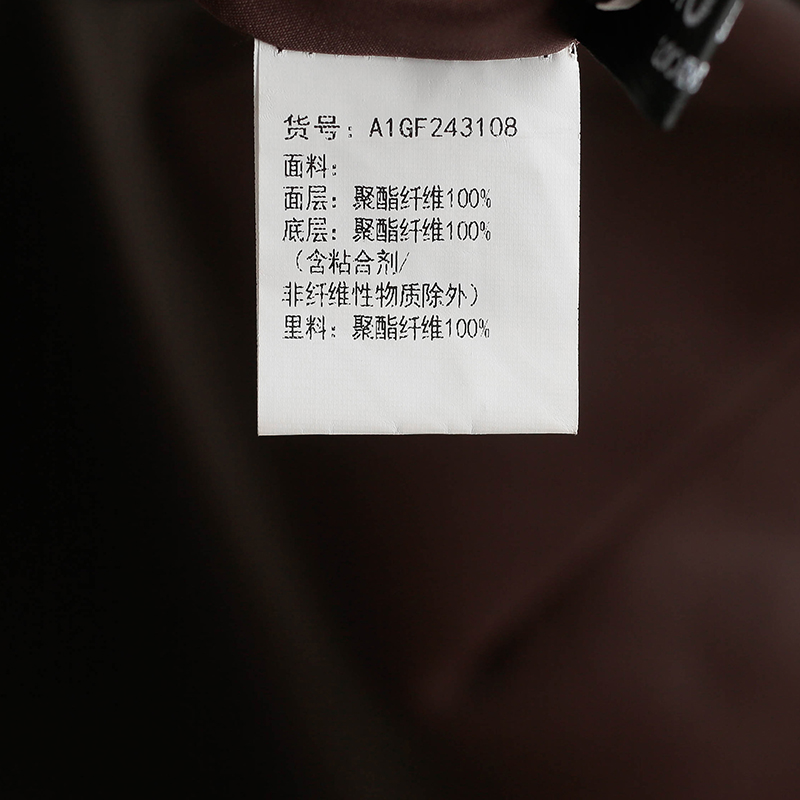 货号：A1GF243108
面料：
面层：聚酯纤维100%
底层：聚酯纤维100%
（含粘合剂/
非纤维性物质除外）
里料：聚酯纤维100%